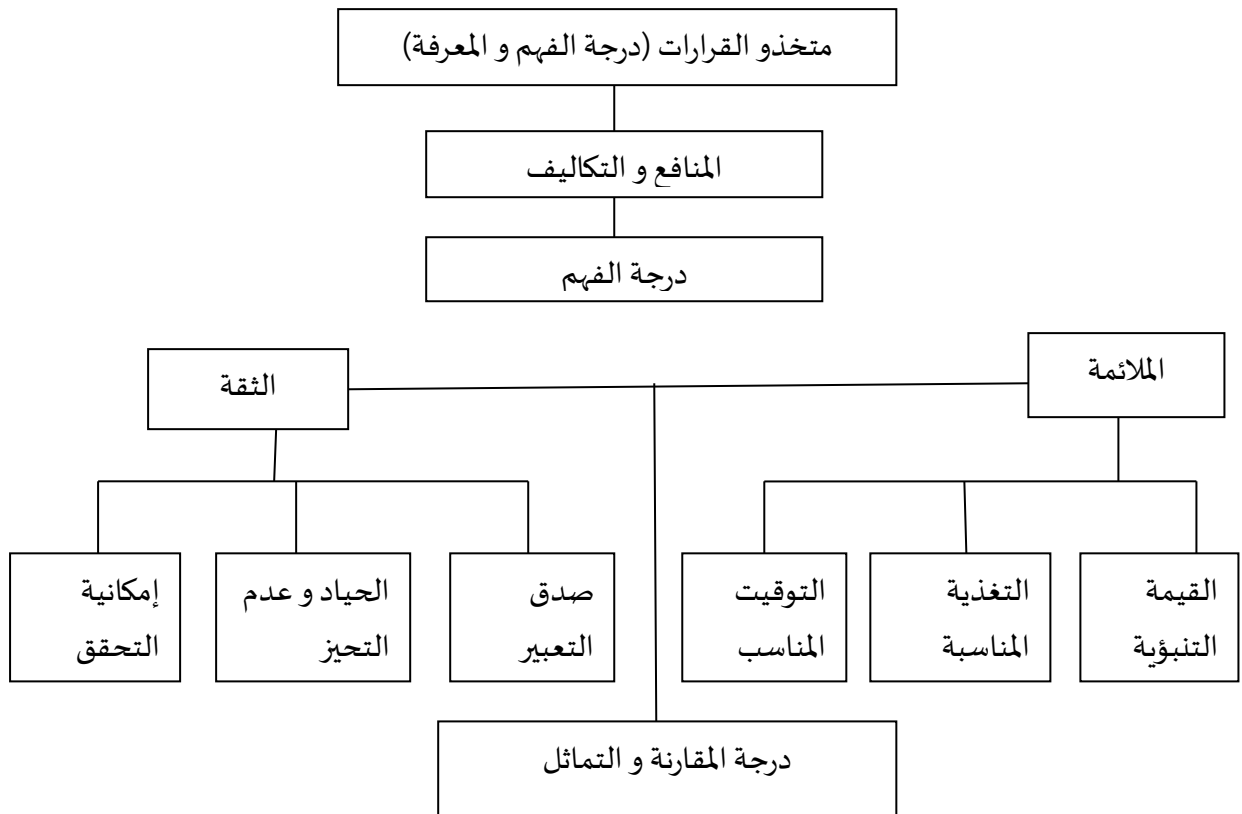 متخذو القرارات (درجة الفهم و المعرفة)
المنافع و التكاليف
درجة الفهم
الملائمة
الثقة
القيمة
التنبؤية
التغذية
المناسبة
التوقيت
المناسب
صدق
التعبير
الحياد و عدم
التحيز
إمكانية
التحقق
درجة المقارنة و التماثل